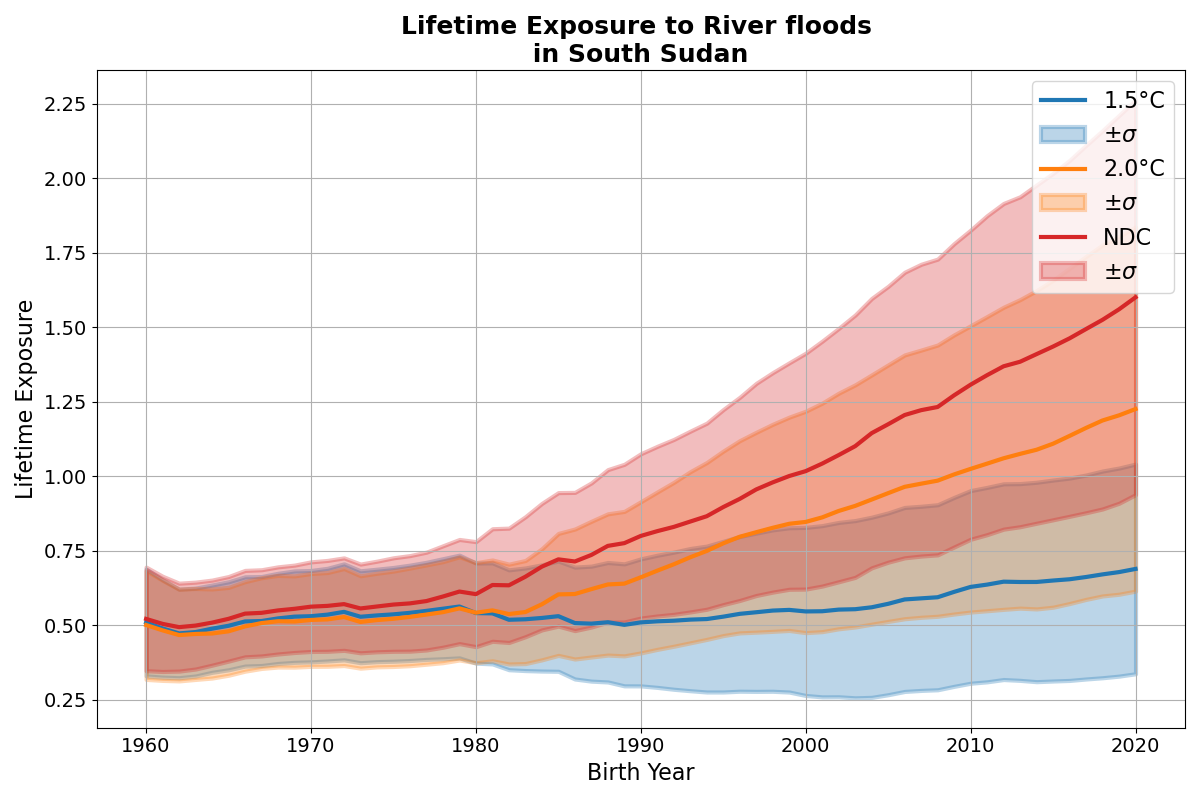 Lifetime Exposure to River floods
in South Sudan
Lifetime Exposure
2.25
2.00
1.75
1.50
1.25
1.00
0.75
0.50
0.25
1.5°C
±σ
2.0°C
±σ
NDC
±σ
1960
1970
1980
1990
2000
2010
2020
Birth Year